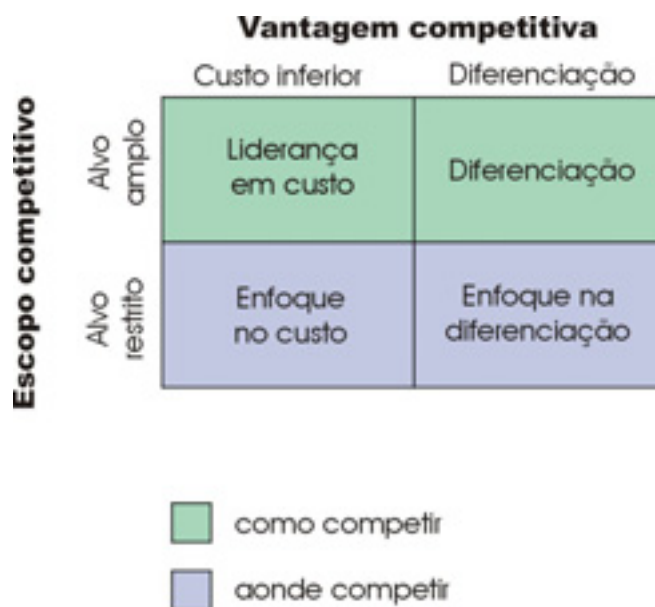 Vantagem competitiva
Custo inferior
Diferenciação
Escopo competitivo
Alvo
amplo
Liderança
em custo
Diferenciação
Alvo
restrito
Enfoque
no custo
Enfoque na
diferenciação
como competir
aonde competir